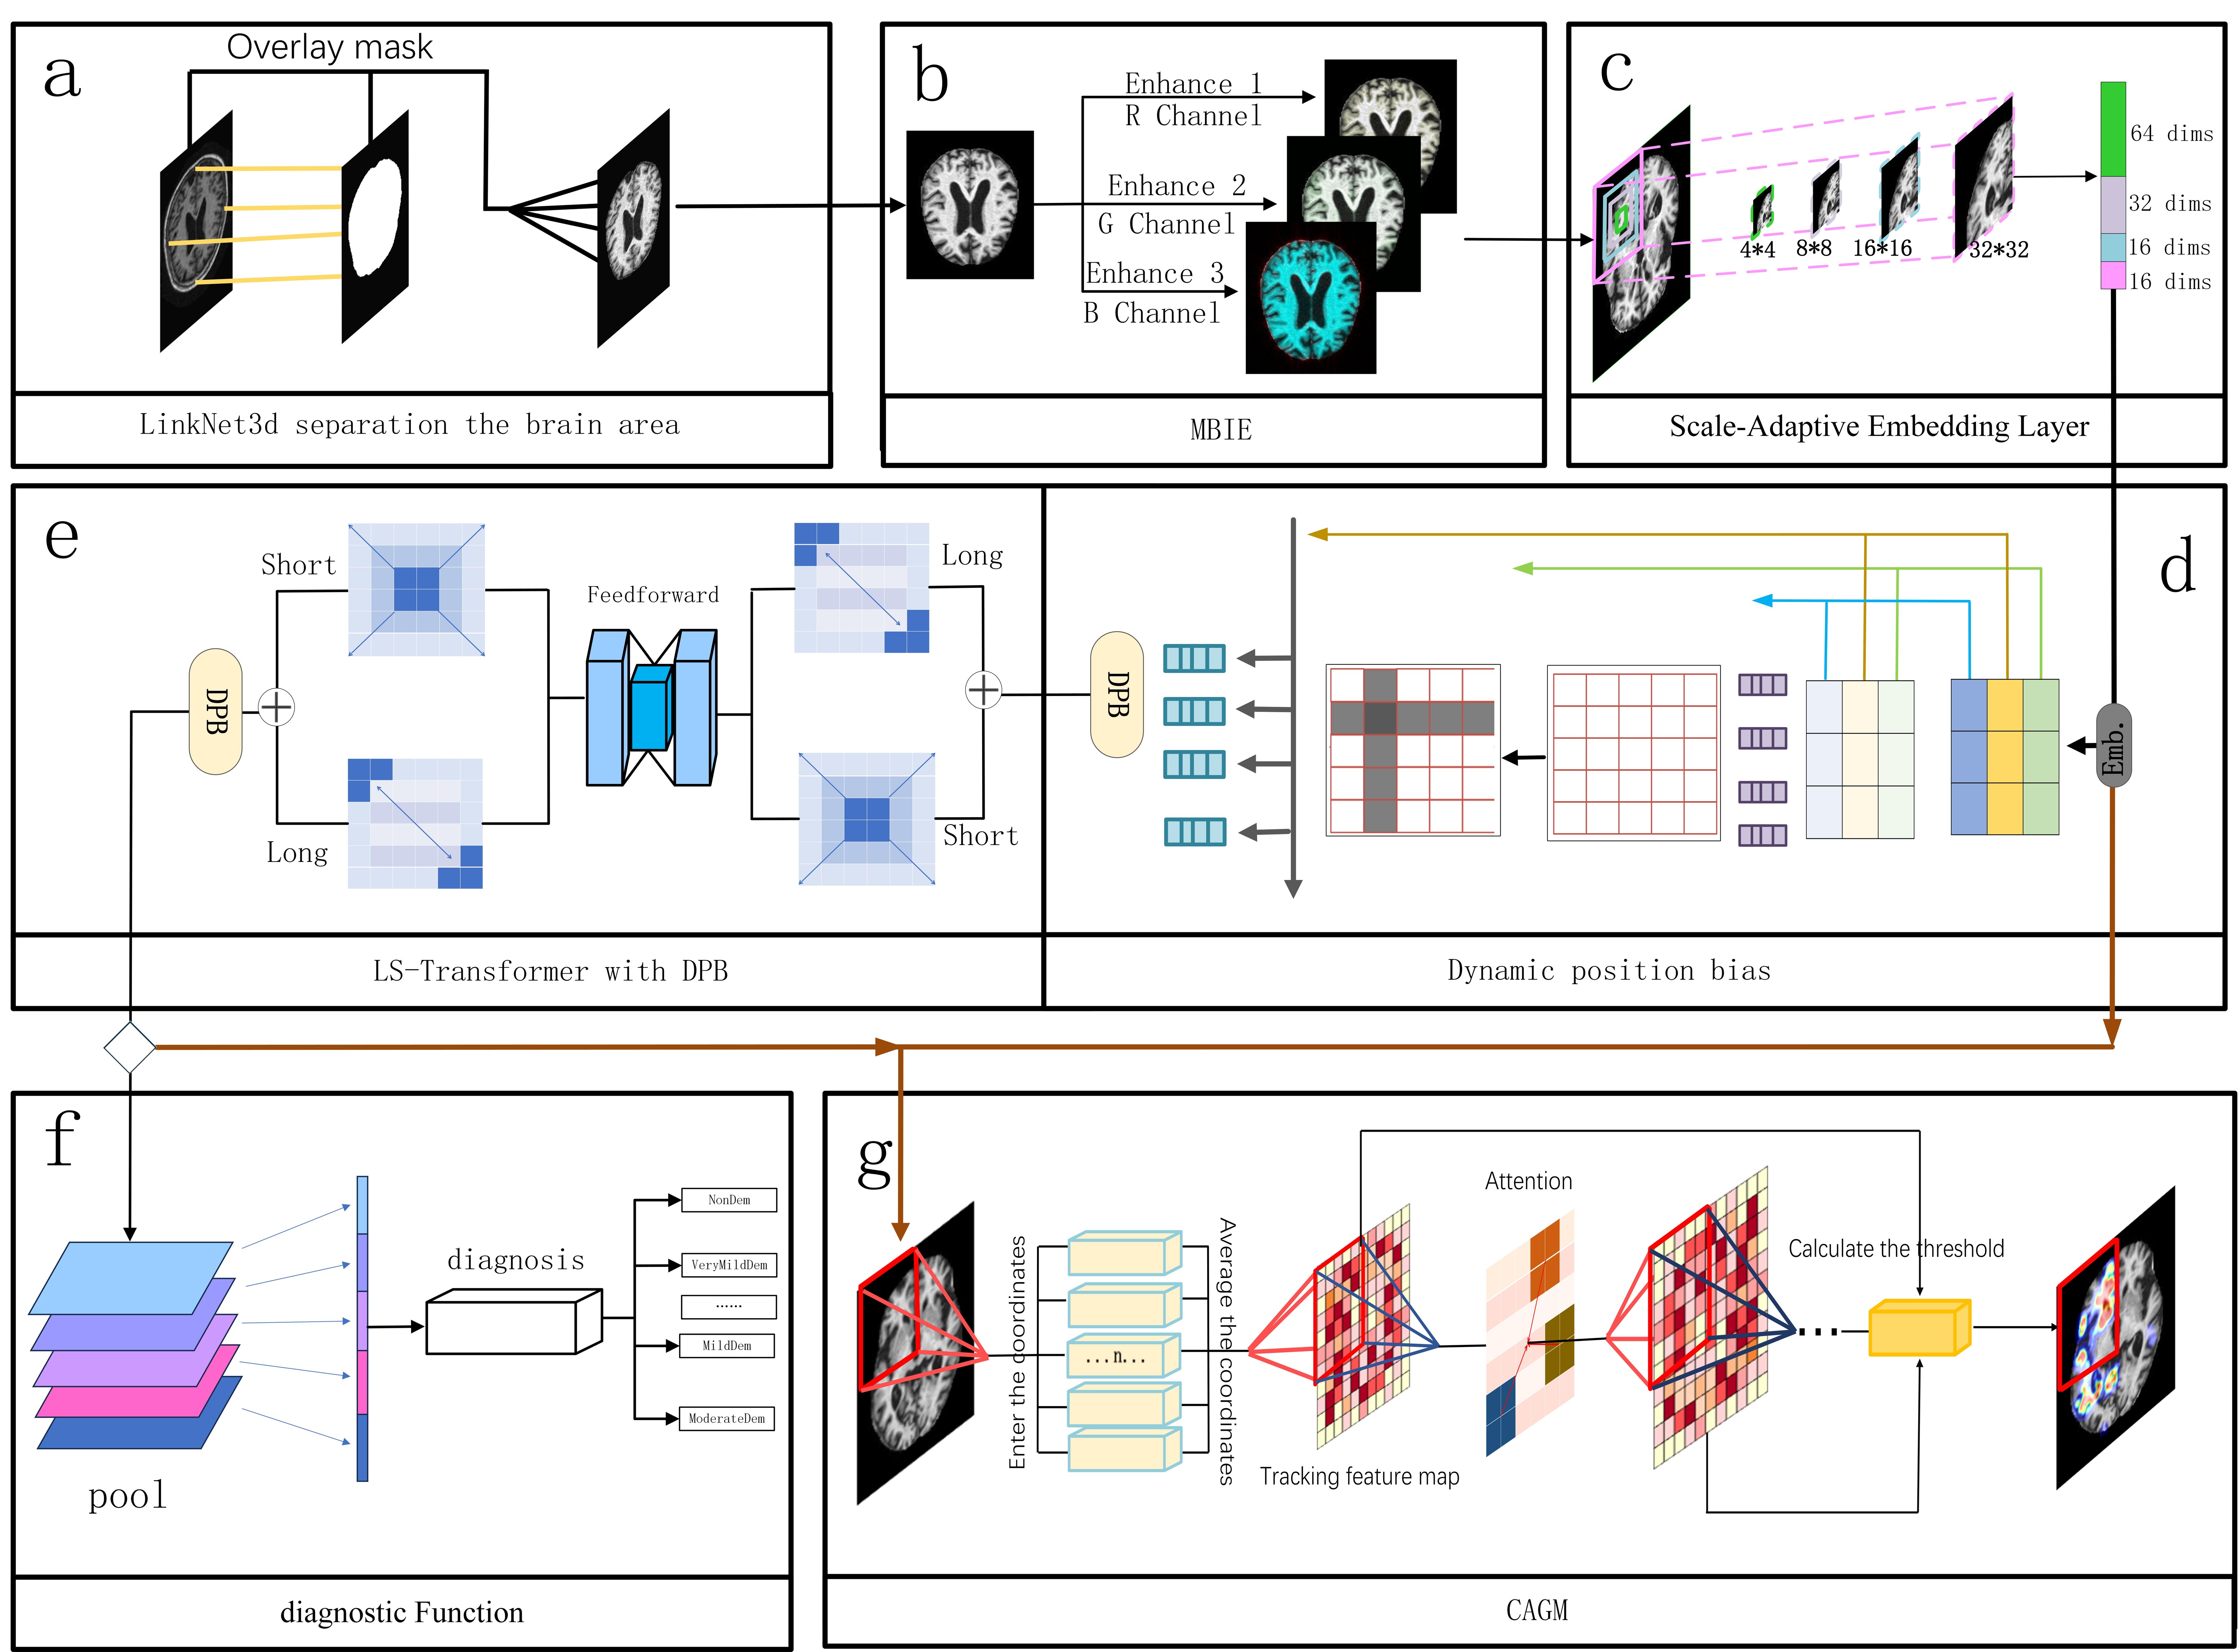 a
Overlay mask
LinkNet3d separation the brain area
b
Enhance 1
R Channel
Enhance 2
G Channel
Enhance 3
B Channel
MBIE
c
4*4
8*8
16*16
32*32
64 dims
32 dims
16 dims
16 dims
Scale-Adaptive Embedding Layer
e
Short
Long
DPB
Feedforward
Long
Short
LS-Transformer with DPB
d
DPB
Emb.
Dynamic position bias
f
pool
diagnosis
NonDem
VeryMildDem
......
MildDem
ModerateDem
diagnostic Function
g
Enter the coordinates
...n...
Average the coordinates
Tracking feature map
Attention
Calculate the threshold
...
CAGM